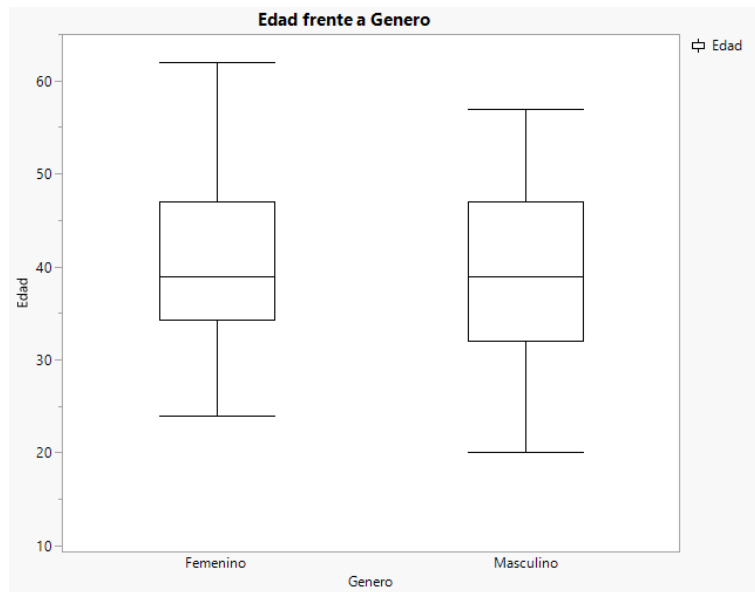 Edad frente a Genero
Edad
60
50
40
30
20
10
Edad
Femenino
Masculino
Genero